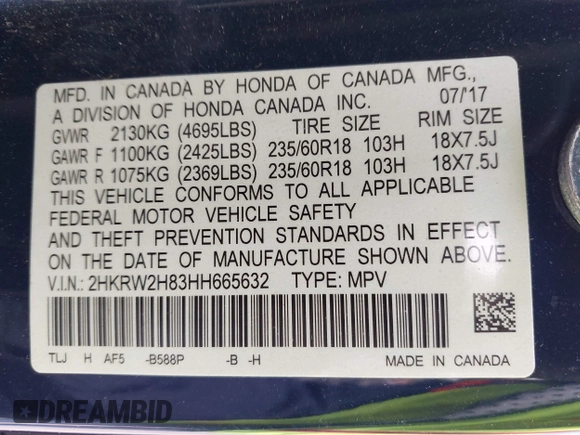 MFD. IN CANADA BY HONDA OF CANADA MFG.,
A DIVISION OF HONDA CANADA INC. 07/'17
GVWR 2130KG (4695LBS) TIRE SIZE RIM SIZE
GAWR F 1100KG (2425LBS) 235/60R18 103H 18X7.5J
GAWR R 1075KG (2369LBS) 235/60R18 103H 18X7.5J
THIS VEHICLE CONFORMS TO ALL APPLICABLE
FEDERAL MOTOR VEHICLE SAFETY
AND THEFT PREVENTION STANDARDS IN EFFECT
ON THE DATE OF MANUFACTURE SHOWN ABOVE.
V.I.N.: 2HKRW2H83HH665632 TYPE: MPV
TLJ H AF5 -B588P -B -H MADE IN CANADA
DREAMBID